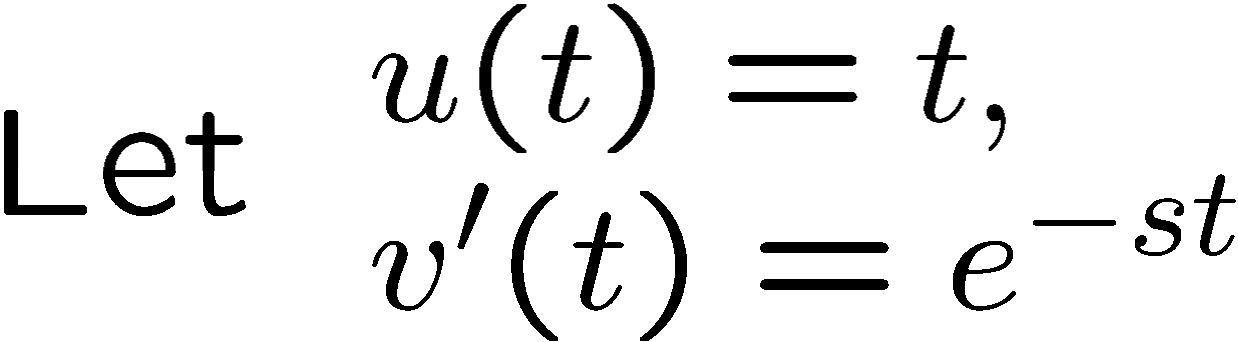 Let u(t) = t,
v′(t) = e^{-st}